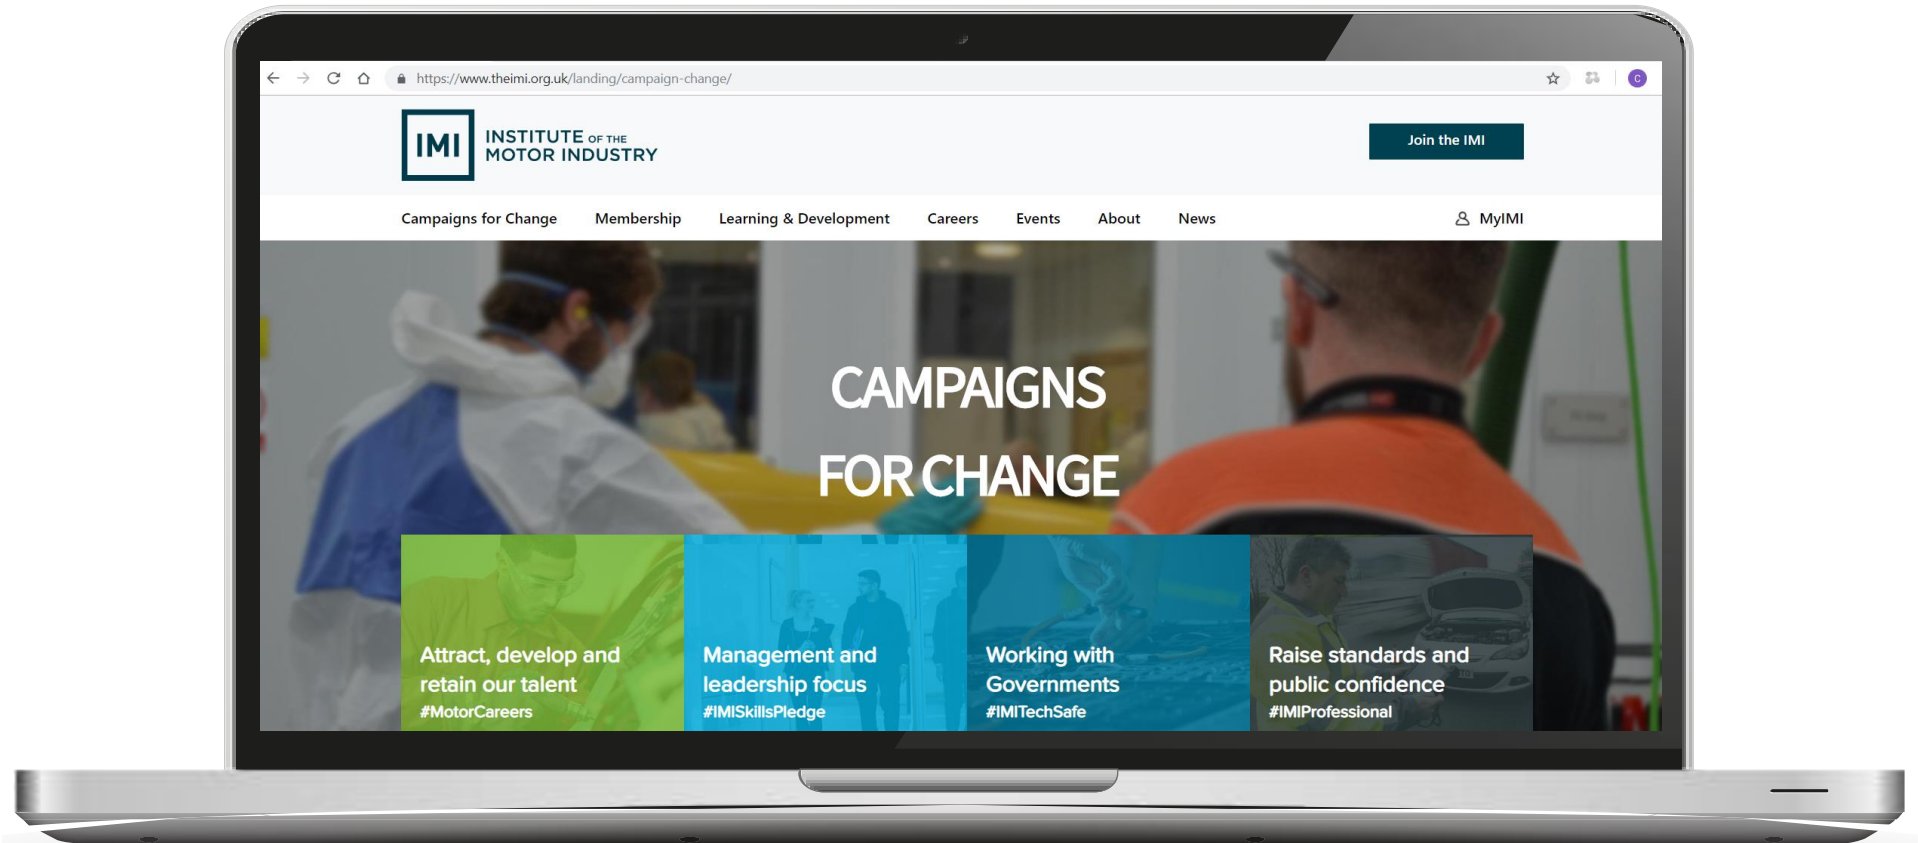 https://www.theimi.org.uk/landing/campaign-change/
C
IMI
INSTITUTE OF THE
MOTOR INDUSTRY
Join the IMI
Campaigns for Change Membership Learning & Development Careers Events About News MyIMI
CAMPAIGNS
FOR CHANGE
Attract, develop and
retain our talent
#MotorCareers
Management and
leadership focus
#IMISkillsPledge
Working with
Governments
#IMITechSafe
Raise standards and
public confidence
#IMIProfessional